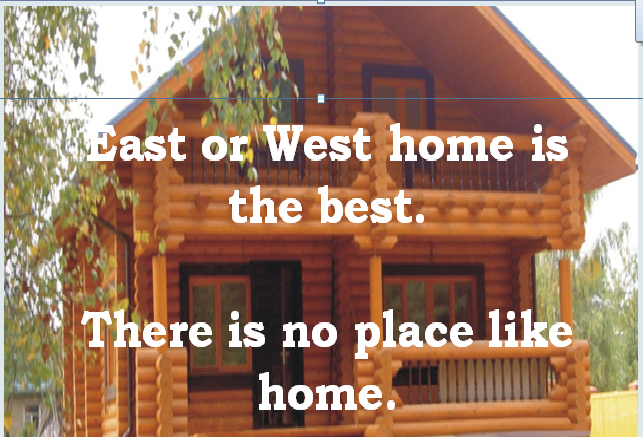 East or West home is
the best.
There is no place like
home.